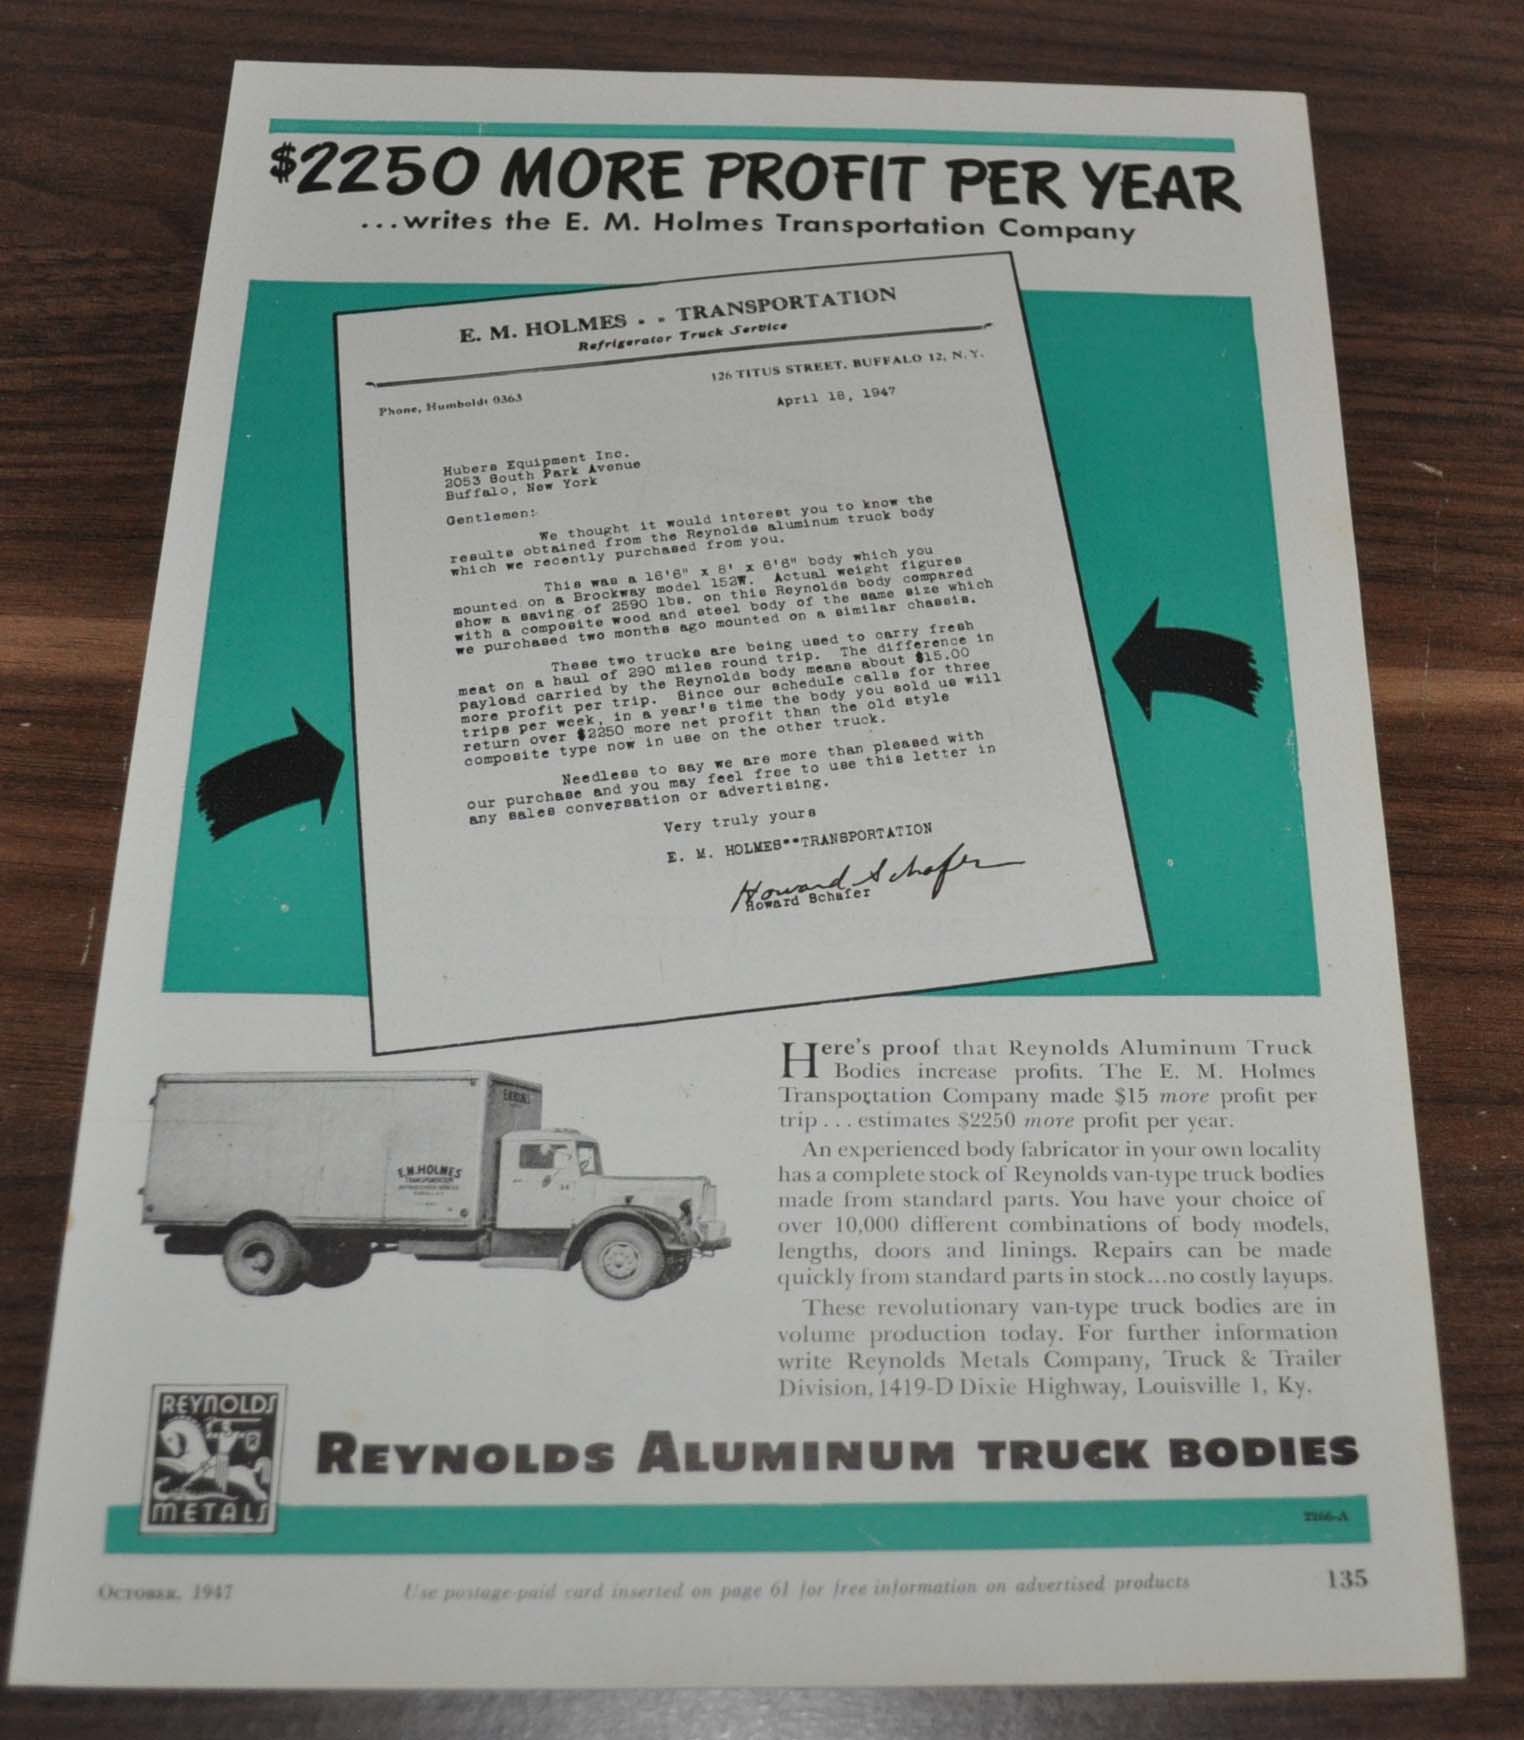 $2250 MORE PROFIT PER YEAR
...writes the E. M. Holmes Transportation Company
E. M. HOLMES - - TRANSPORTATION
Refrigerator Truck Service
126 TITUS STREET, BUFFALO 12, N. Y.
Phone, Humboldt 0363
April 18, 1947
Hubers Equipment Inc.
2053 South Park Avenue
Buffalo, New York
Gentlemen:
We thought it would interest you to know the
results obtained from the Reynolds aluminum truck body
which we recently purchased from you.
This was a 16'6" x 8' x 6'6" body which you
mounted on a Brockway model 152W. Actual weight figures
show a saving of 2590 lbs. on this Reynolds body compared
with a composite wood and steel body of the same size which
we purchased two months ago mounted on a similar chassis.
These two trucks are being used to carry fresh
meat on a haul of 290 miles round trip. The difference in
payload carried by the Reynolds body means about $15.00
more profit per trip. Since our schedule calls for three
trips per week, in a year's time the body you sold us will
return over $2250 more net profit than the old style
composite type now in use on the other truck.
Needless to say we are more than pleased with
our purchase and you may feel free to use this letter in
any sales conversation or advertising.
Very truly yours
E. M. HOLMES**TRANSPORTATION
Howard Schafer
Howard Schafer
E.M.HOLMES
TRANSPORTATION
Here's proof that Reynolds Aluminum Truck
Bodies increase profits. The E. M. Holmes
Transportation Company made $15 more profit per
trip... estimates $2250 more profit per year.
An experienced body fabricator in your own locality
has a complete stock of Reynolds van-type truck bodies
made from standard parts. You have your choice of
over 10,000 different combinations of body models,
lengths, doors and linings. Repairs can be made
quickly from standard parts in stock...no costly layups.
These revolutionary van-type truck bodies are in
volume production today. For further information
write Reynolds Metals Company, Truck & Trailer
Division, 1419-D Dixie Highway, Louisville 1, Ky.
REYNOLDS
R
METALS
REYNOLDS ALUMINUM TRUCK BODIES
2266-A
OCTOBER, 1947
Use postage-paid card inserted on page 61 for free information on advertised products
135